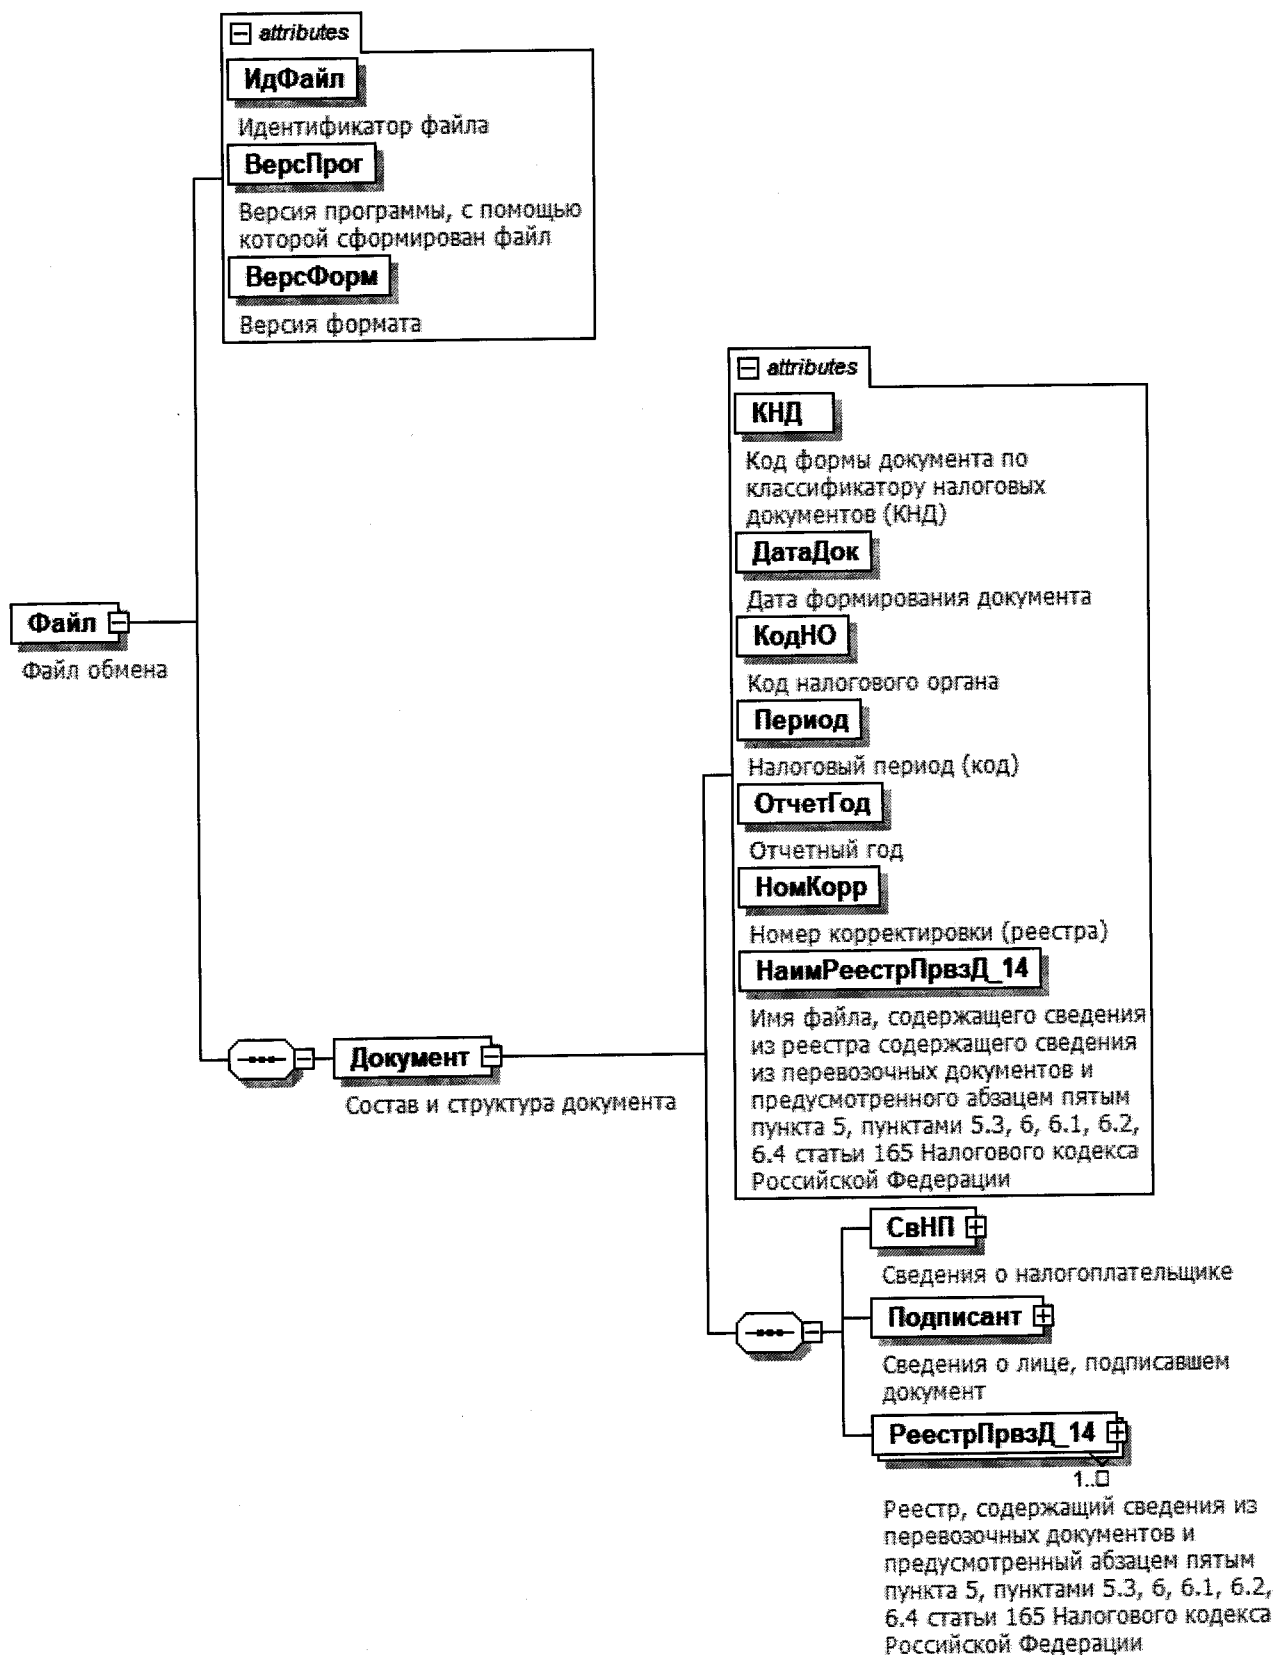 attributes
ИдФайл
Идентификатор файла
ВерсПрог
Версия программы, с помощью
которой сформирован файл
ВерсФорм
Версия формата
attributes
КНД
Код формы документа по
классификатору налоговых
документов (КНД)
ДатаДок
Дата формирования документа
КодНО
Код налогового органа
Период
Налоговый период (код)
ОтчетГод
Отчетный год
НомКорр
Номер корректировки (реестра)
НаимРеестрПрвзД_14
Имя файла, содержащего сведения
из реестра содержащего сведения
из перевозочных документов и
предусмотренного абзацем пятым
пункта 5, пунктами 5.3, 6, 6.1, 6.2,
6.4 статьи 165 Налогового кодекса
Российской Федерации
Файл
Файл обмена
Документ
Состав и структура документа
СвНП
Сведения о налогоплательщике
Подписант
Сведения о лице, подписавшем
документ
РеестрПрвзД_14
1..□
Реестр, содержащий сведения из
перевозочных документов и
предусмотренный абзацем пятым
пункта 5, пунктами 5.3, 6, 6.1, 6.2,
6.4 статьи 165 Налогового кодекса
Российской Федерации